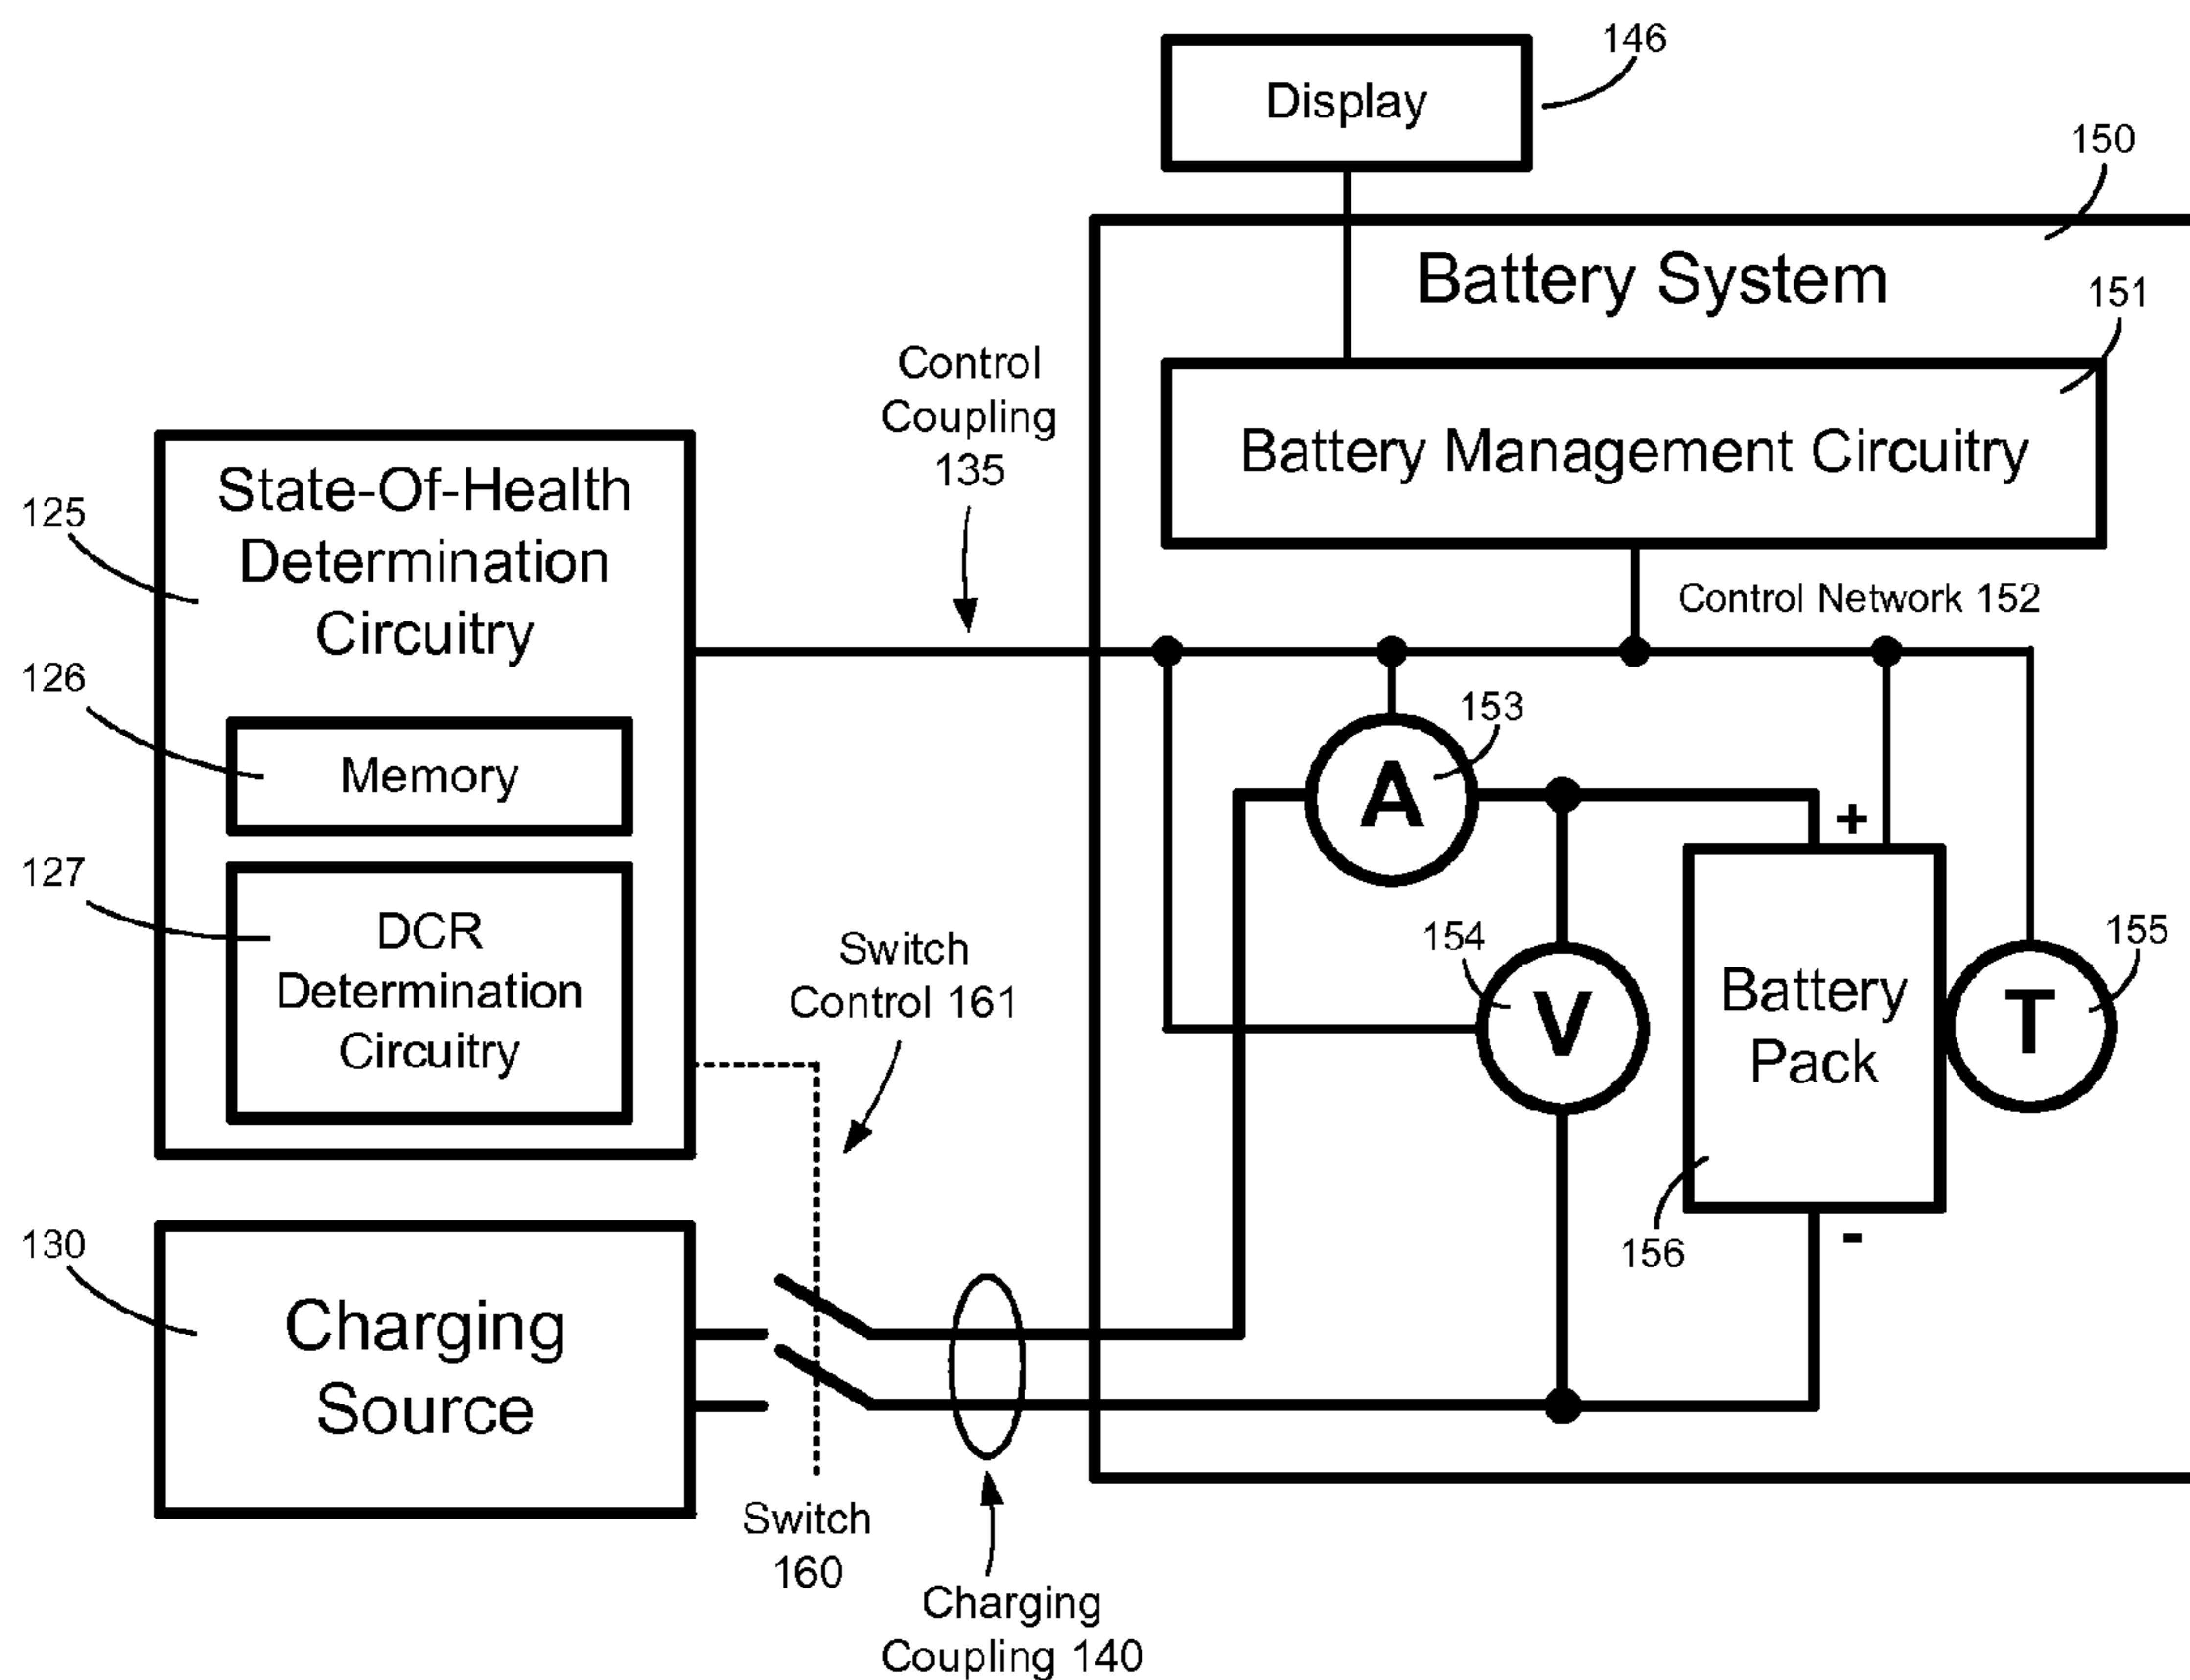 146
Display
150
Battery System
151
Battery Management Circuitry
Control
Coupling
135
Control Network 152
125
State-Of-Health
Determination
Circuitry
126
Memory
127
DCR
Determination
Circuitry
153
A
+
154
V
Battery
Pack
155
T
156
-
Switch
Control 161
130
Charging
Source
Switch
160
Charging
Coupling 140